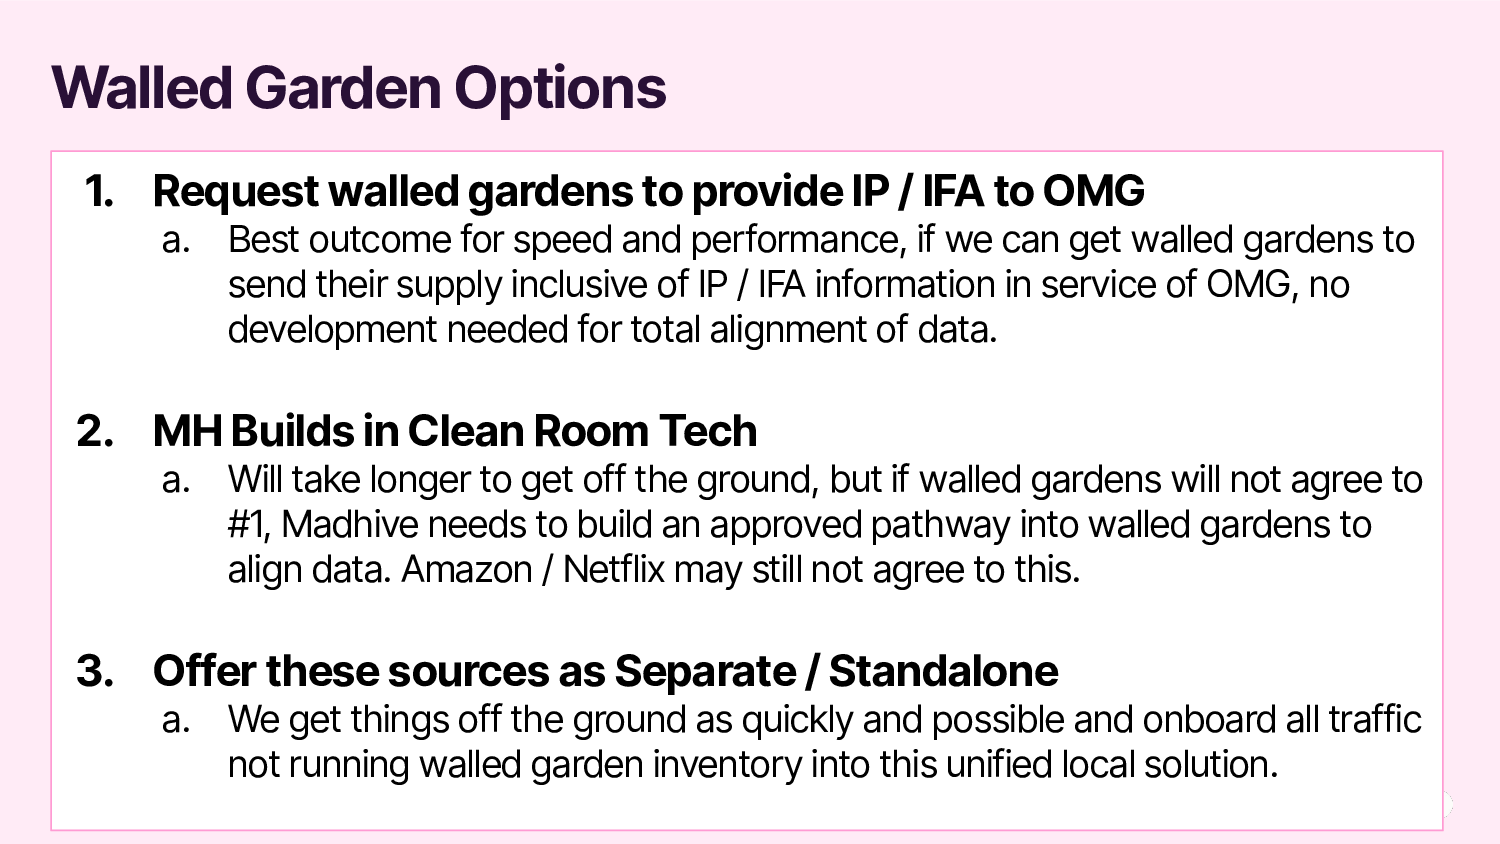 Walled Garden Options
1. Request walled gardens to provide IP / IFA to OMG
a. Best outcome for speed and performance, if we can get walled gardens to
send their supply inclusive of IP / IFA information in service of OMG, no
development needed for total alignment of data.
2. MH Builds in Clean Room Tech
a. Will take longer to get off the ground, but if walled gardens will not agree to
#1, Madhive needs to build an approved pathway into walled gardens to
align data. Amazon / Netflix may still not agree to this.
3. Offer these sources as Separate / Standalone
a. We get things off the ground as quickly and possible and onboard all traffic
not running walled garden inventory into this unified local solution.